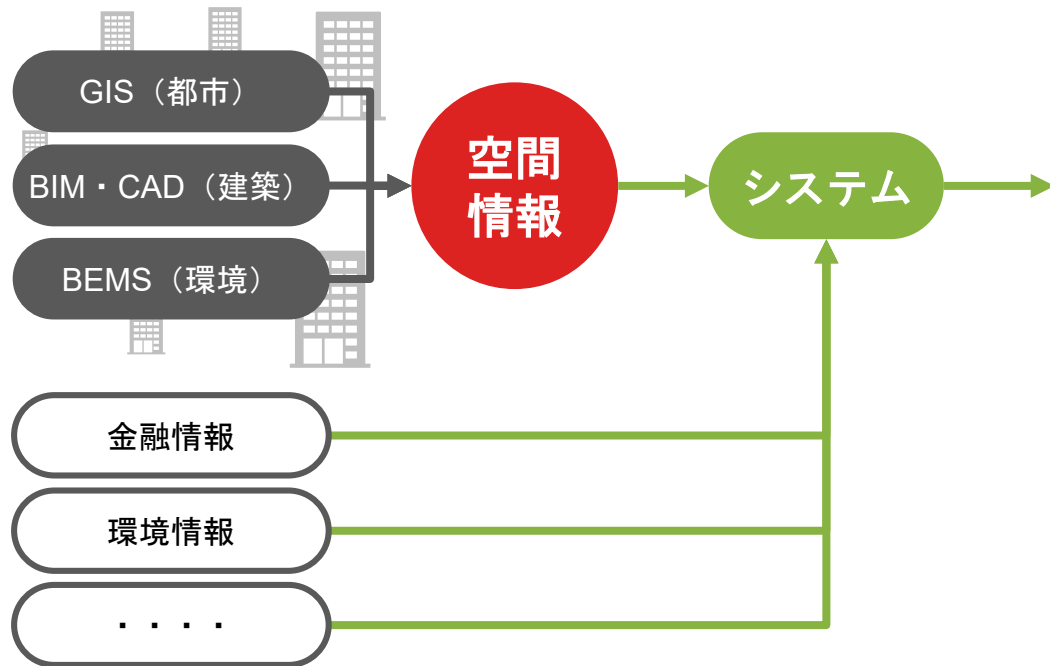 GIS（都市）
BIM・CAD（建築）
BEMS（環境）
空間
情報
システム
金融情報
環境情報
・・・・